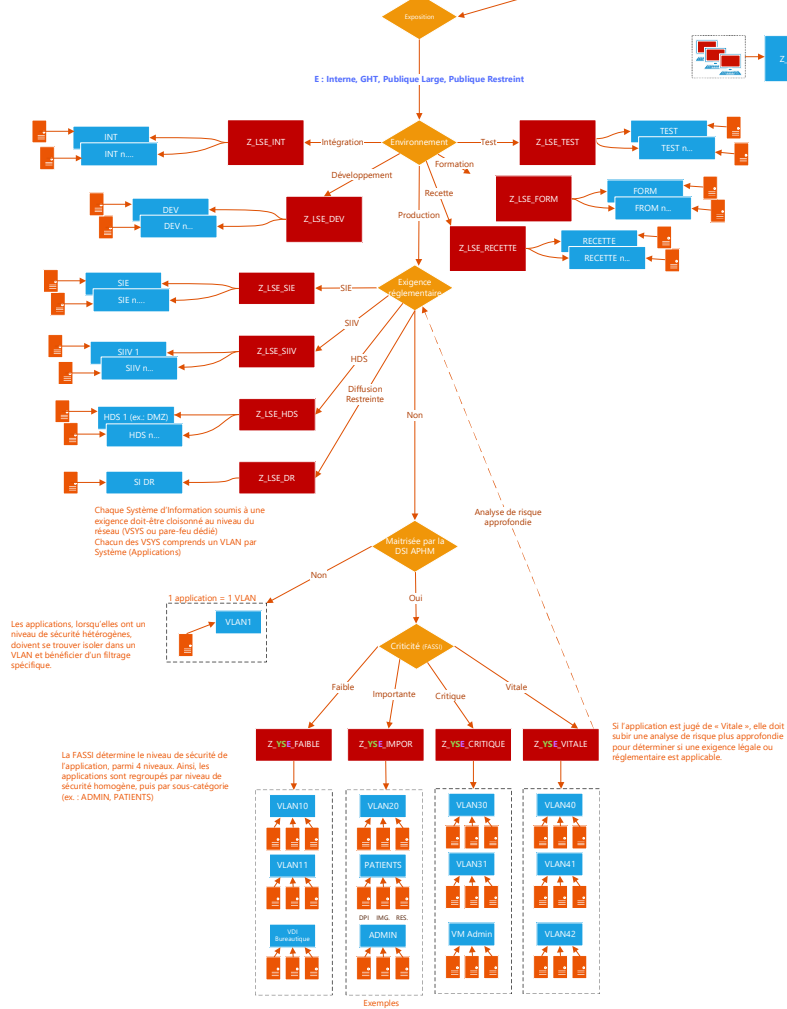 Exposition
E : Interne, GHT, Publique Large, Publique Restreint
Z_
INT
INT n....
Z_LSE_INT
Intégration
Environnement
Test
Z_LSE_TEST
TEST
TEST n...
Développement
Formation
Recette
Production
DEV
DEV n...
Z_LSE_DEV
Z_LSE_FORM
FORM
FROM n...
Z_LSE_RECETTE
RECETTE
RECETTE n...
SIE
SIE n....
Z_LSE_SIE
SIE
Exigence
réglementaire
SIIV 1
SIIV n...
Z_LSE_SIIV
SIIV
HDS 1 (ex.: DMZ)
HDS n...
Z_LSE_HDS
HDS
Diffusion
Restreinte
Non
SI DR
Z_LSE_DR
Chaque Système d'Information soumis à une
exigence doit-être cloisonné au niveau du
réseau (VSYS ou pare-feu dédié)
Chacun des VSYS comprends un VLAN par
Système (Applications)
Analyse de risque
approfondie
Maitrisée par la
DSI APHM
Non
Oui
1 application = 1 VLAN
VLAN1
Les applications, lorsqu'elles ont un
niveau de sécurité hétérogènes,
doivent se trouver isoler dans un
VLAN et bénéficier d'un filtrage
spécifique.
Criticité (FASSI)
Faible
Importante
Critique
Vitale
Z_YSE_FAIBLE
Z_YSE_IMPOR
Z_YSE_CRITIQUE
Z_YSE_VITALE
Si l'application est jugé de « Vitale », elle doit
subir une analyse de risque plus approfondie
pour déterminer si une exigence légale ou
réglementaire est applicable.
La FASSI détermine le niveau de sécurité de
l'application, parmi 4 niveaux. Ainsi, les
applications sont regroupés par niveau de
sécurité homogène, puis par sous-catégorie
(ex. : ADMIN, PATIENTS)
VLAN10
VLAN20
VLAN30
VLAN40
VLAN11
PATIENTS
VLAN31
VLAN41
DPI IMG. RES.
VDI
Bureautique
ADMIN
VM Admin
VLAN42
Exemples